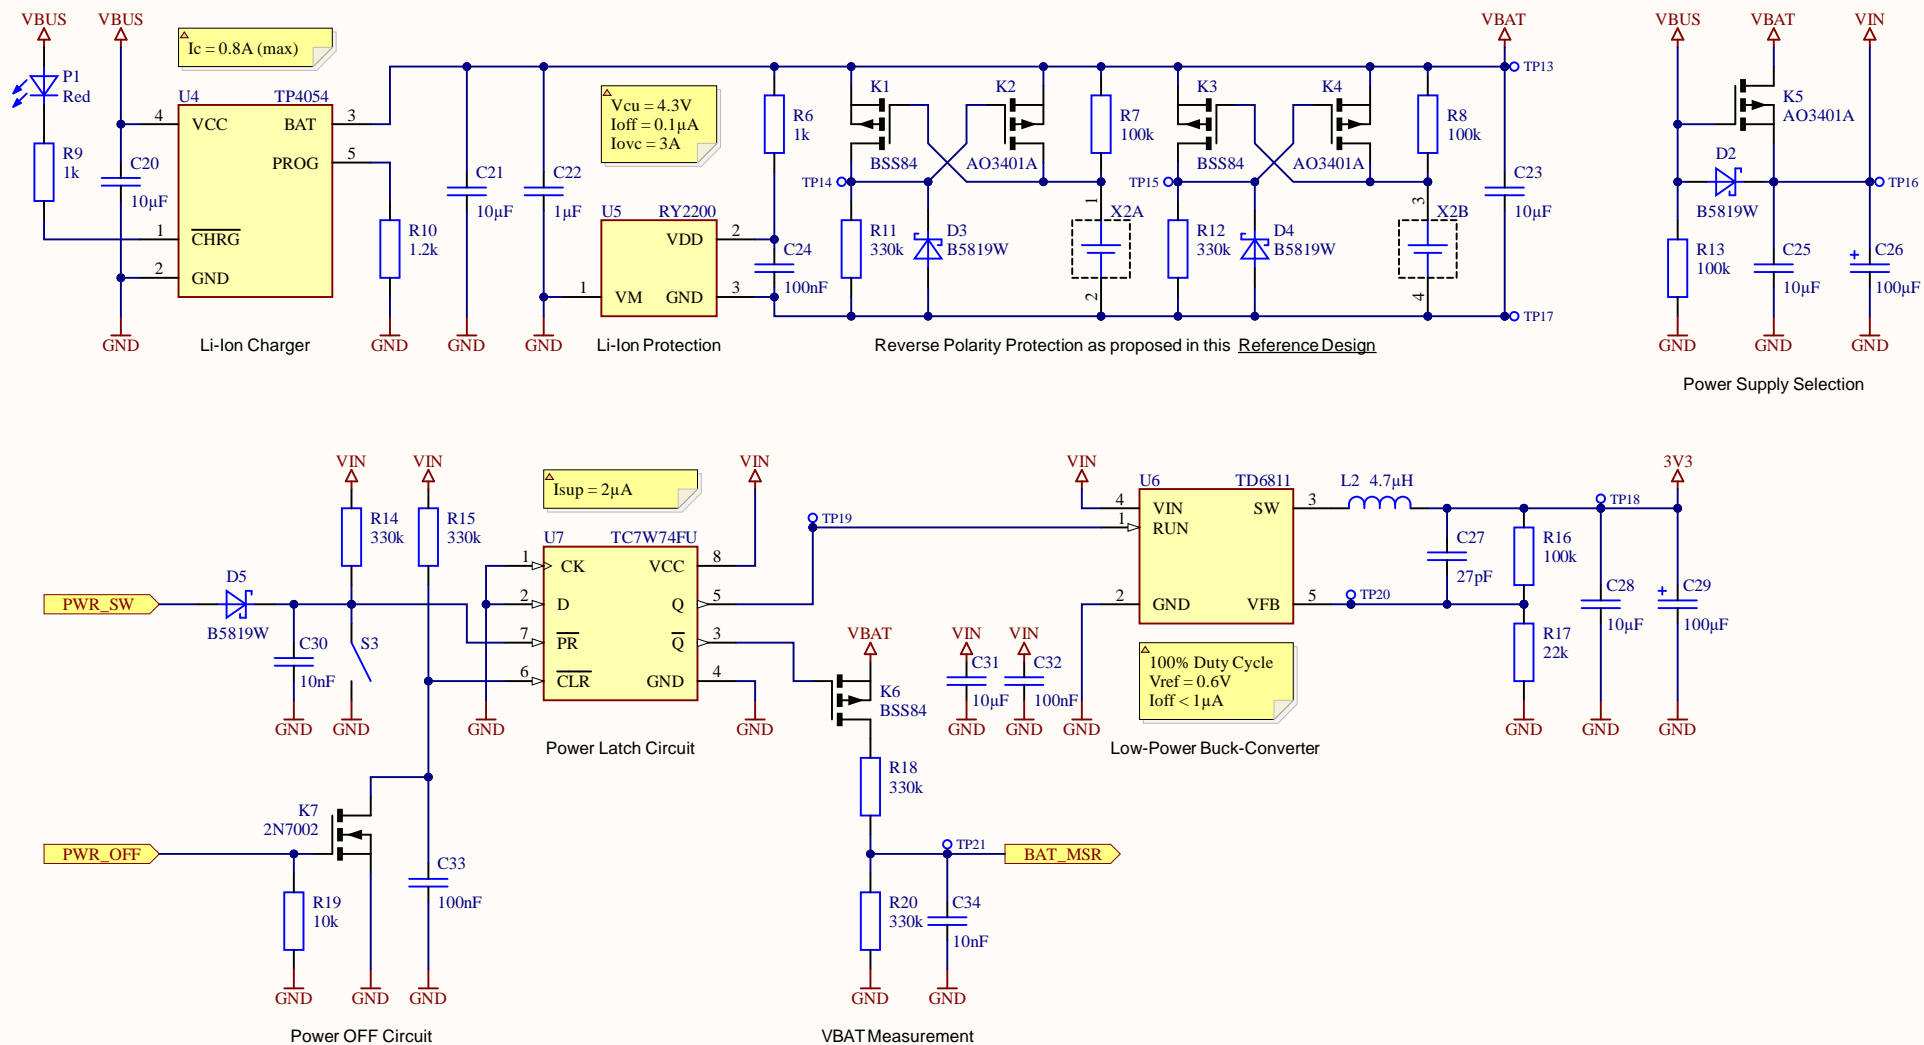 VBUS
VBUS
Ic = 0.8A (max)
P1
Red
U4
TP4054
4
VCC
BAT
3
PROG
5
R9
1k
C20
10µF
1
CHRG
2
GND
R10
1.2k
GND
Li-Ion Charger
GND
C21
10µF
GND
C22
1µF
GND
Vcu = 4.3V
Ioff = 0.1µA
Iovc = 3A
U5
RY2200
VDD
2
1
VM
GND
3
Li-Ion Protection
R6
1k
C24
100nF
K1
BSS84
K2
AO3401A
TP14
R11
330k
D3
B5819W
R7
100k
1
X2A
2
K3
BSS84
K4
AO3401A
TP15
R12
330k
D4
B5819W
R8
100k
3
X2B
4
VBAT
TP13
C23
10µF
TP17
Reverse Polarity Protection as proposed in this Reference Design
VBUS
VBAT
VIN
K5
AO3401A
D2
B5819W
TP16
R13
100k
C25
10µF
C26
100µF
GND
GND
GND
Power Supply Selection
VIN
VIN
R14
330k
R15
330k
PWR_SW
D5
B5819W
C30
10nF
S3
GND
GND
Isup = 2µA
U7
TC7W74FU
1
CK
VCC
8
2
D
Q
5
7
PR
Q
3
6
CLR
GND
4
GND
GND
Power Latch Circuit
VIN
TP19
VBAT
K6
BSS84
R18
330k
TP21
BAT_MSR
R20
330k
C34
10nF
GND
GND
VBAT Measurement
K7
2N7002
PWR_OFF
R19
10k
C33
100nF
GND
GND
GND
Power OFF Circuit
VIN
C31
10µF
GND
VIN
C32
100nF
GND
VIN
U6
TD6811
4
VIN
SW
3
1
RUN
2
GND
VFB
5
GND
100% Duty Cycle
Vref = 0.6V
Ioff < 1µA
Low-Power Buck-Converter
L2 4.7µH
C27
27pF
TP20
R16
100k
R17
22k
GND
TP18
C28
10µF
GND
3V3
C29
100µF
GND